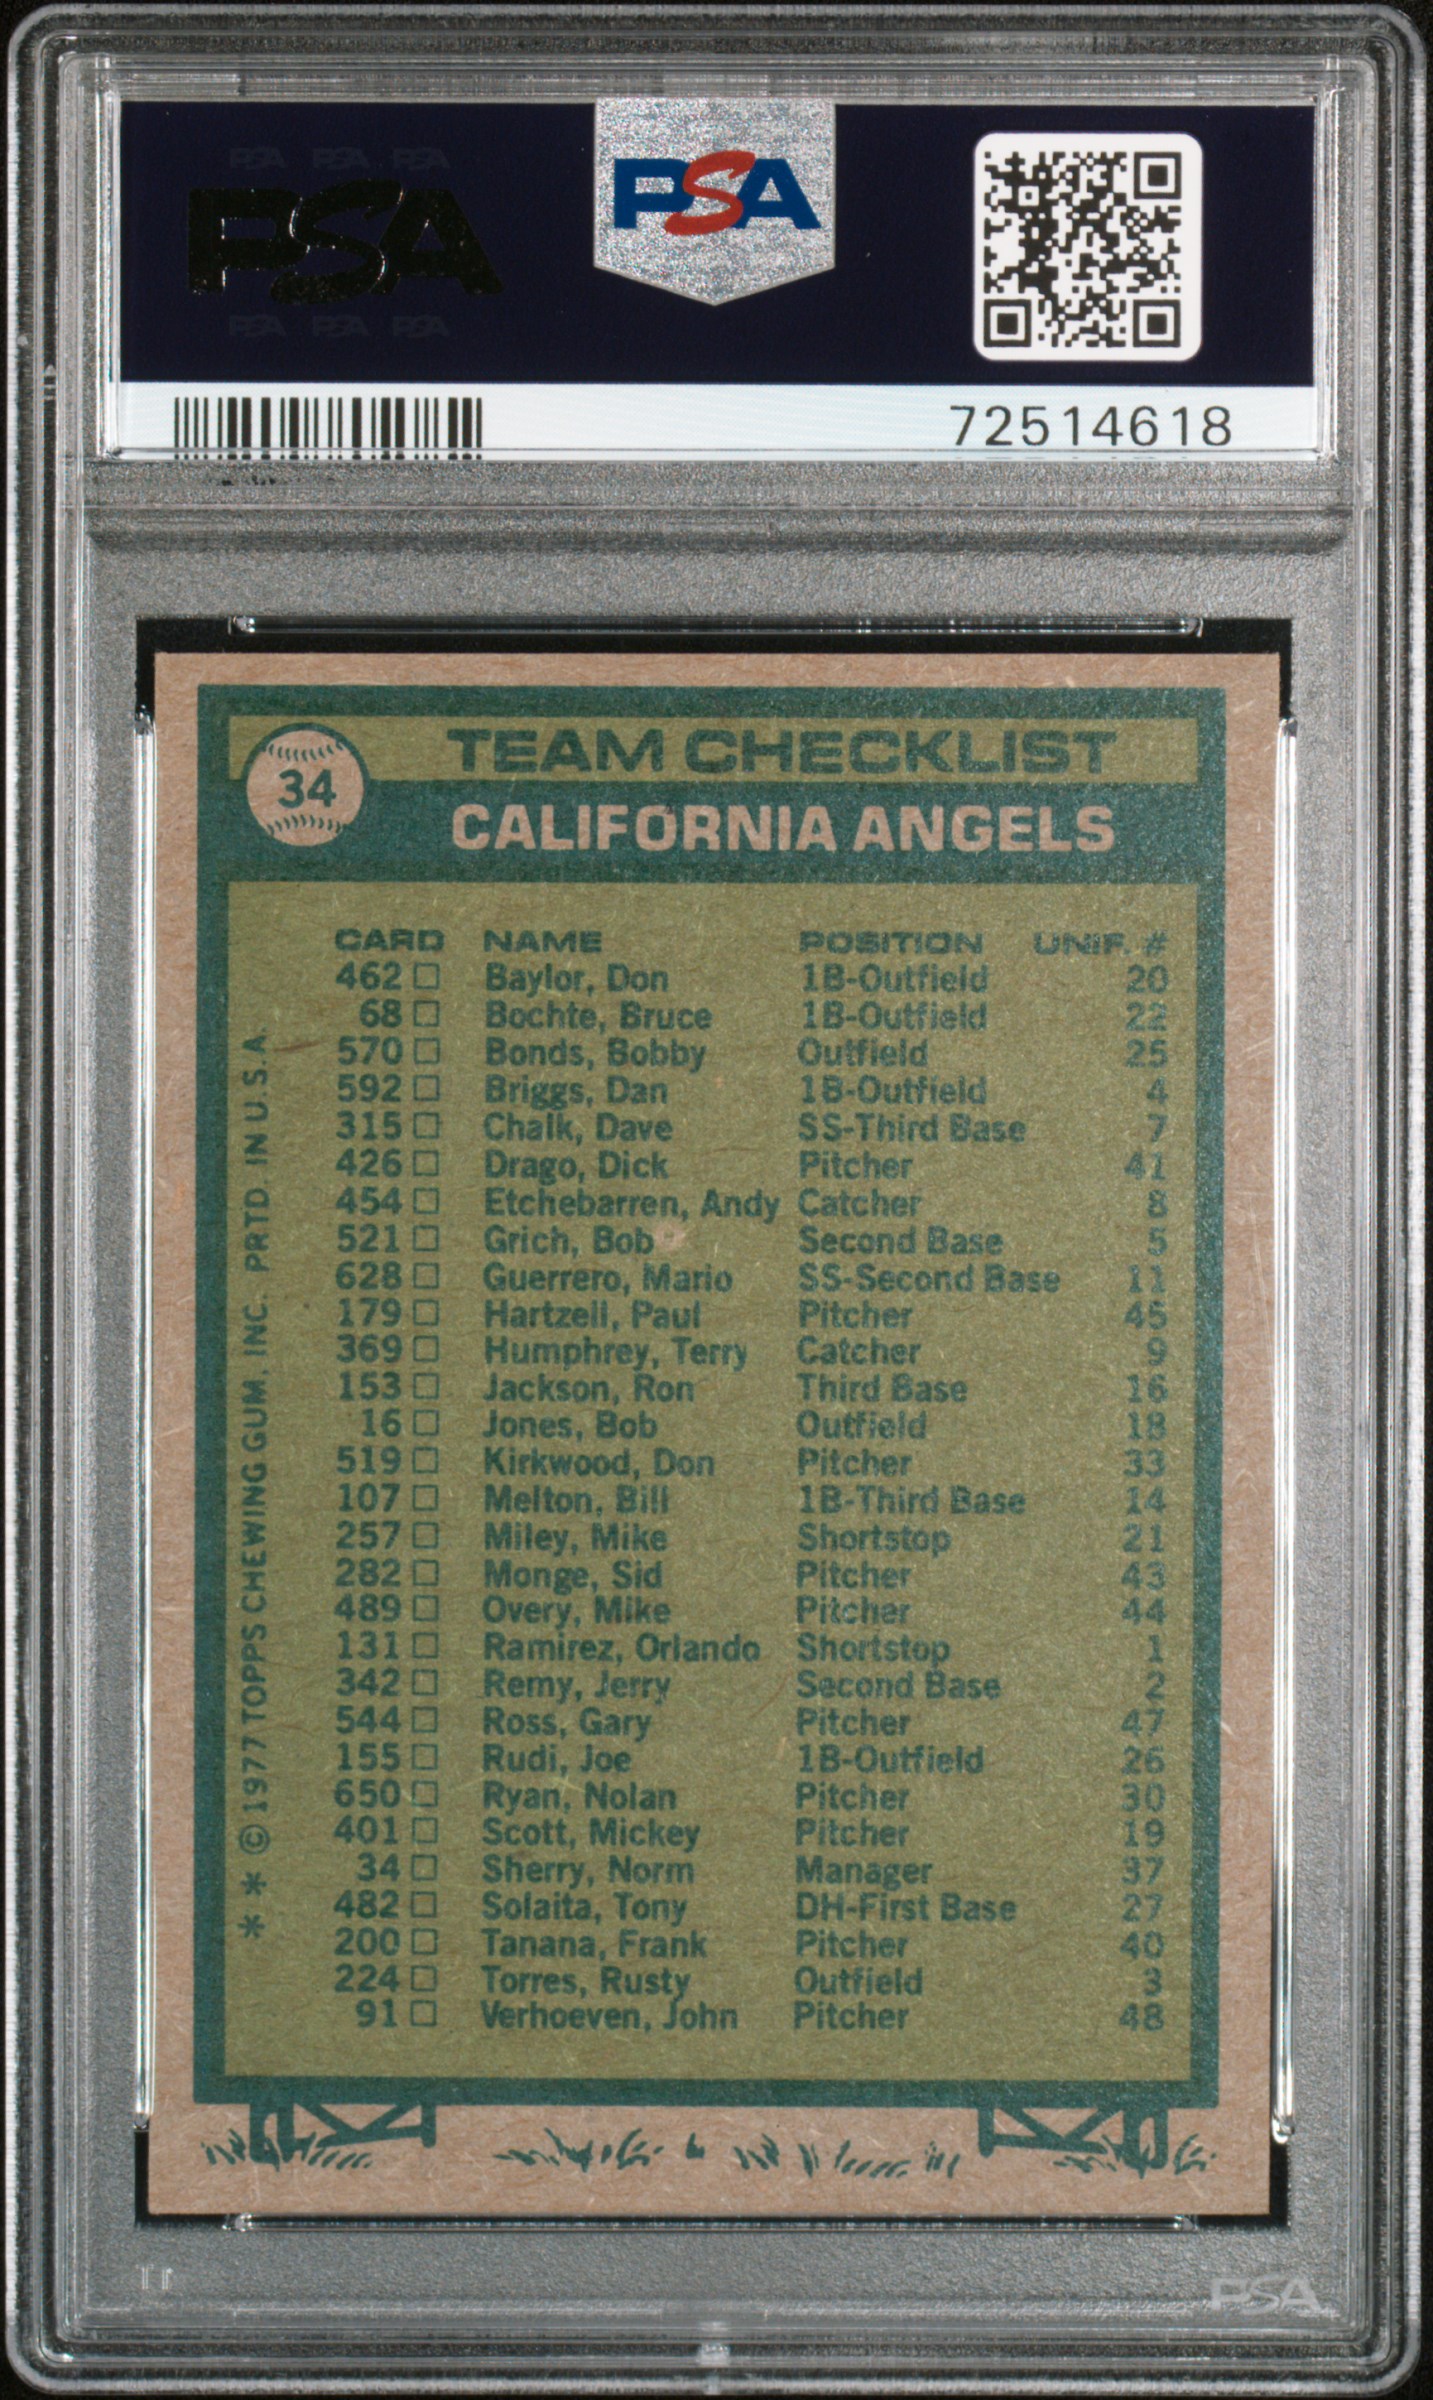 PSA PSA PSA
PSA
PSA PSA PSA
PSA
72514618
34
TEAM CHECKLIST
CALIFORNIA ANGELS
CARD NAME POSITION UNIF. #
462 □ Baylor, Don 1B-Outfield 20
68 □ Bochte, Bruce 1B-Outfield 22
570 □ Bonds, Bobby Outfield 25
592 □ Briggs, Dan 1B-Outfield 4
315 □ Chalk, Dave SS-Third Base 7
426 □ Drago, Dick Pitcher 41
454 □ Etchebarren, Andy Catcher 8
521 □ Grich, Bob Second Base 5
628 □ Guerrero, Mario SS-Second Base 11
179 □ Hartzell, Paul Pitcher 45
369 □ Humphrey, Terry Catcher 9
153 □ Jackson, Ron Third Base 16
16 □ Jones, Bob Outfield 18
519 □ Kirkwood, Don Pitcher 33
107 □ Melton, Bill 1B-Third Base 14
257 □ Miley, Mike Shortstop 21
282 □ Monge, Sid Pitcher 43
489 □ Overy, Mike Pitcher 44
131 □ Ramirez, Orlando Shortstop 1
342 □ Remy, Jerry Second Base 2
544 □ Ross, Gary Pitcher 47
155 □ Rudi, Joe 1B-Outfield 26
650 □ Ryan, Nolan Pitcher 30
401 □ Scott, Mickey Pitcher 19
34 □ Sherry, Norm Manager 37
482 □ Solaita, Tony DH-First Base 27
200 □ Tanana, Frank Pitcher 40
224 □ Torres, Rusty Outfield 3
91 □ Verhoeven, John Pitcher 48
* * © 1977 TOPPS CHEWING GUM, INC. PRTD. IN U.S.A.
PSA